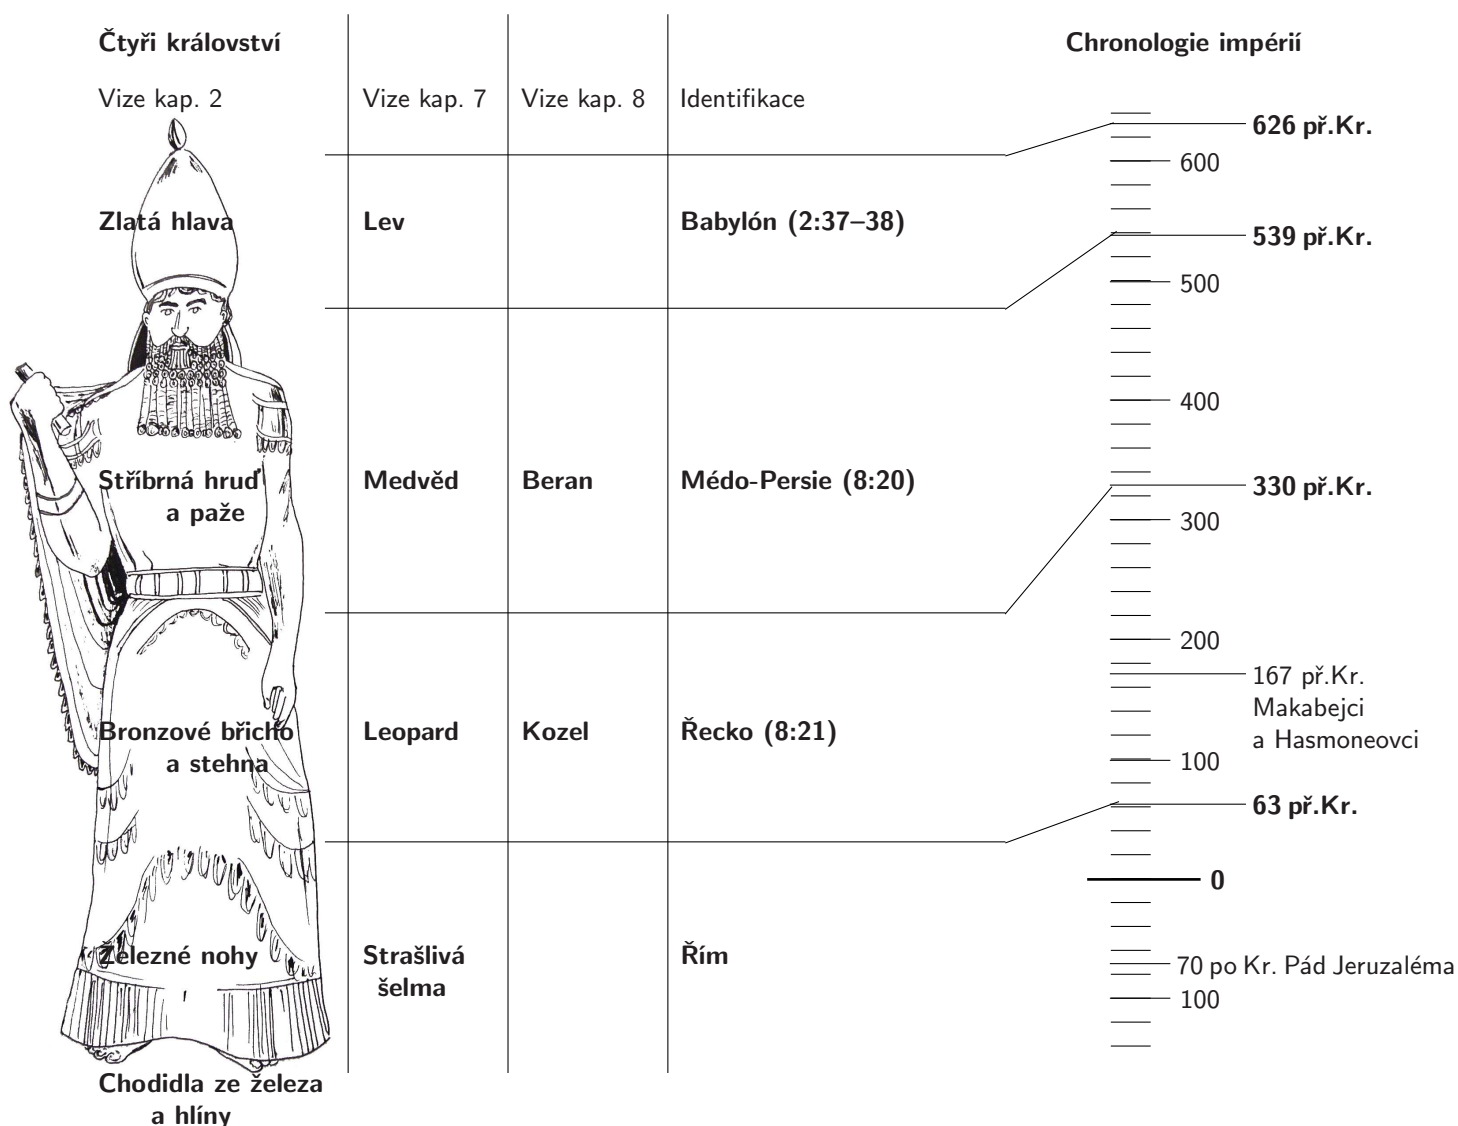 Čtyři království
Chronologie impérií
Vize kap. 2
Vize kap. 7
Vize kap. 8
Identifikace
626 př.Kr.
600
Zlatá hlava
Lev
Babylón (2:37–38)
539 př.Kr.
500
400
Stříbrná hruď
a paže
Medvěd
Beran
Médo-Persie (8:20)
330 př.Kr.
300
200
167 př.Kr.
Makabejci
a Hasmoneovci
Bronzové břicho
a stehna
Leopard
Kozel
Řecko (8:21)
100
63 př.Kr.
0
Železné nohy
Strašlivá
šelma
Řím
70 po Kr. Pád Jeruzaléma
100
Chodidla ze železa
a hlíny